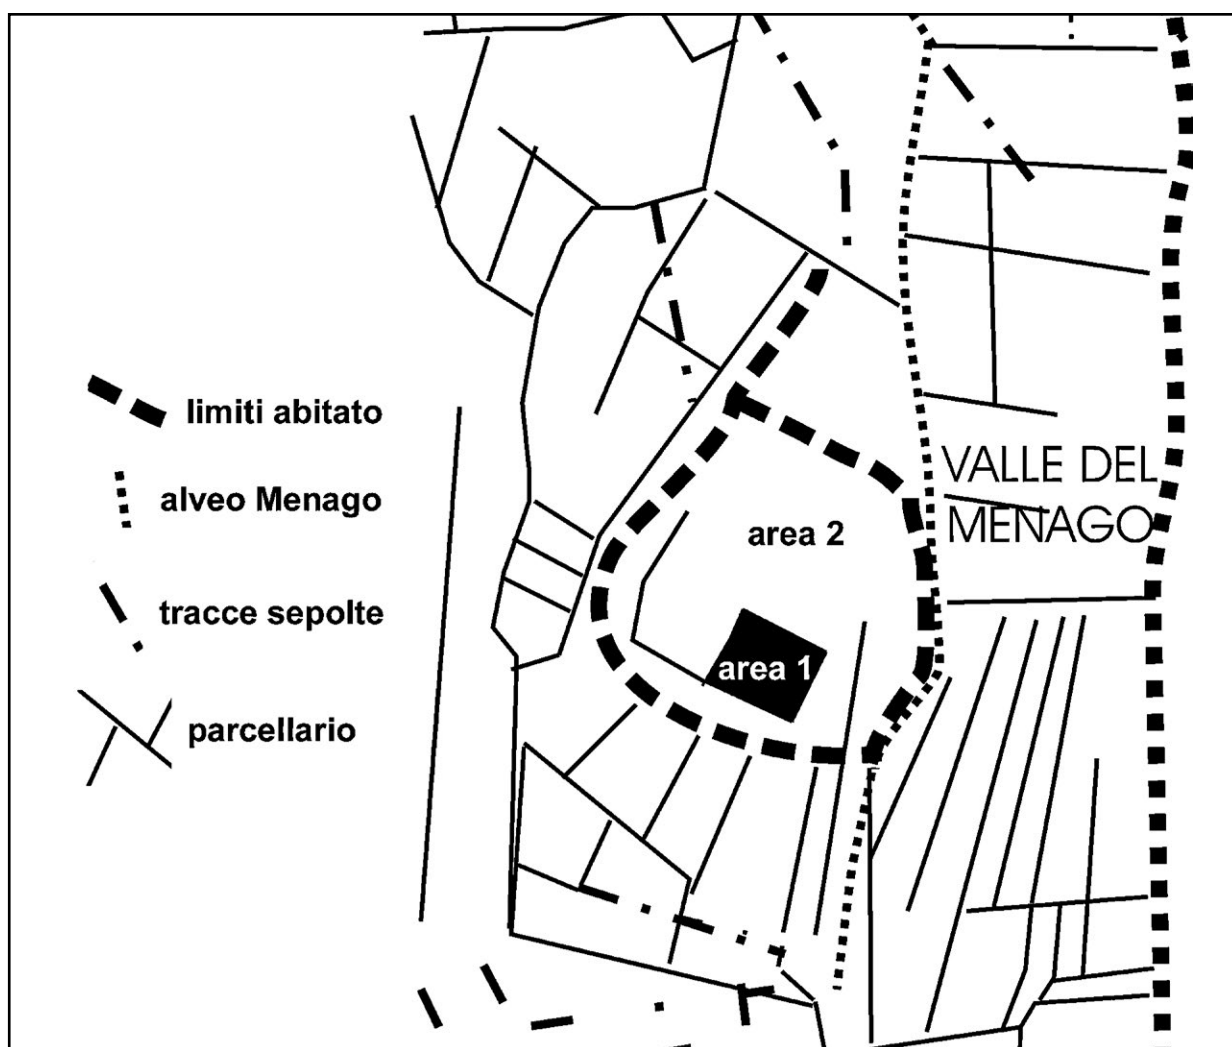 limiti abitato
alveo Menago
tracce sepolte
parcellario
VALLE DEL
MENAGO
area 2
area 1